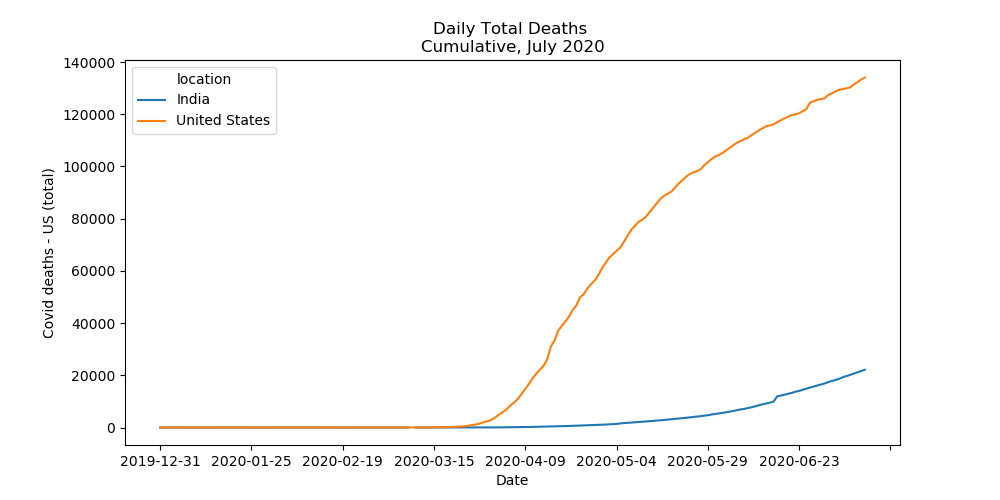 Daily Total Deaths
Cumulative, July 2020
140000
120000
100000
80000
60000
40000
20000
0
Covid deaths - US (total)
location
India
United States
2019-12-31 2020-01-25 2020-02-19 2020-03-15 2020-04-09 2020-05-04 2020-05-29 2020-06-23
Date